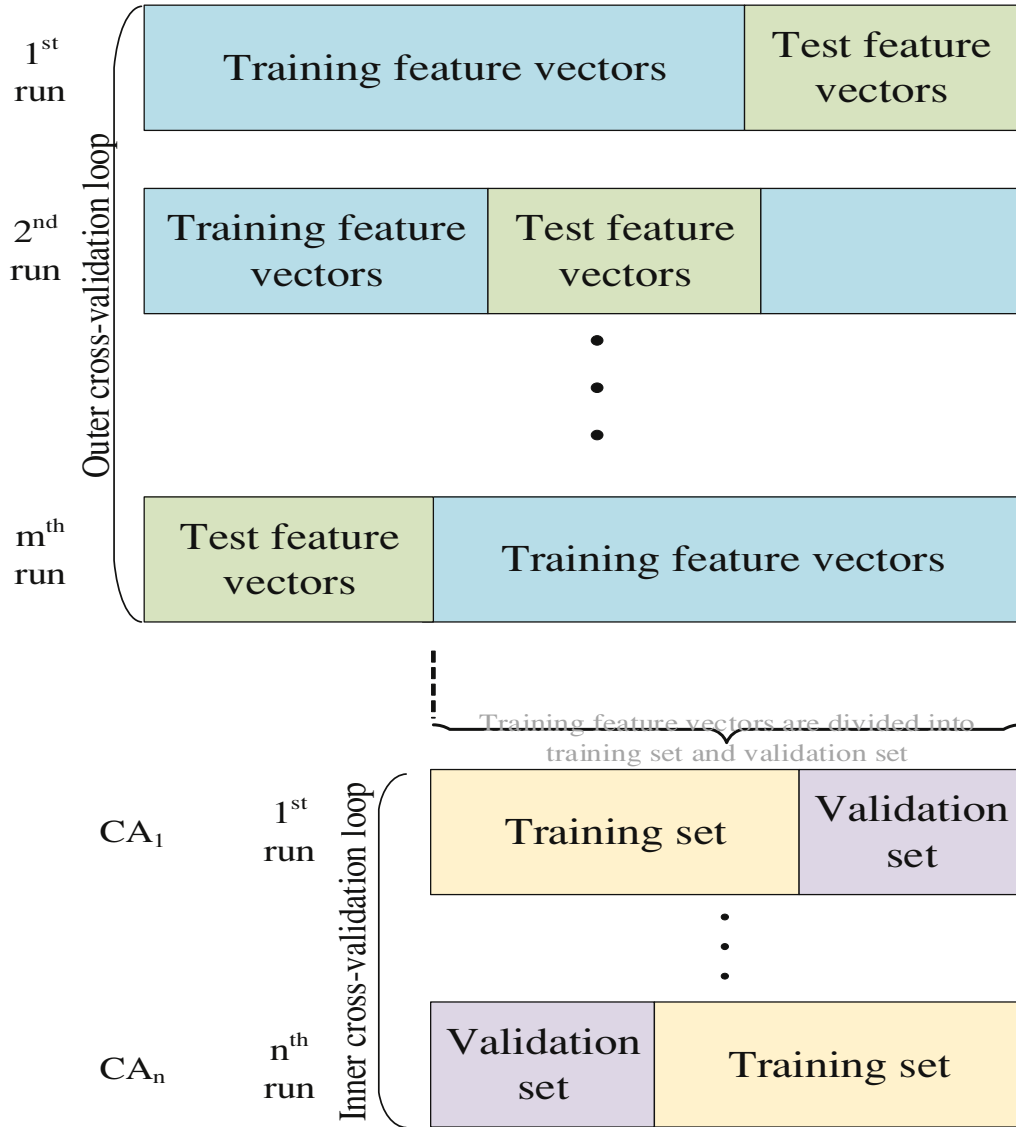 1st
run
Training feature vectors
Test feature
vectors
Outer cross-validation loop
2nd
run
Training feature
vectors
Test feature
vectors
mth
run
Test feature
vectors
Training feature vectors
Training feature vectors are divided into
training set and validation set
Inner cross-validation loop
CA1
1st
run
Training set
Validation
set
CAn
nth
run
Validation
set
Training set